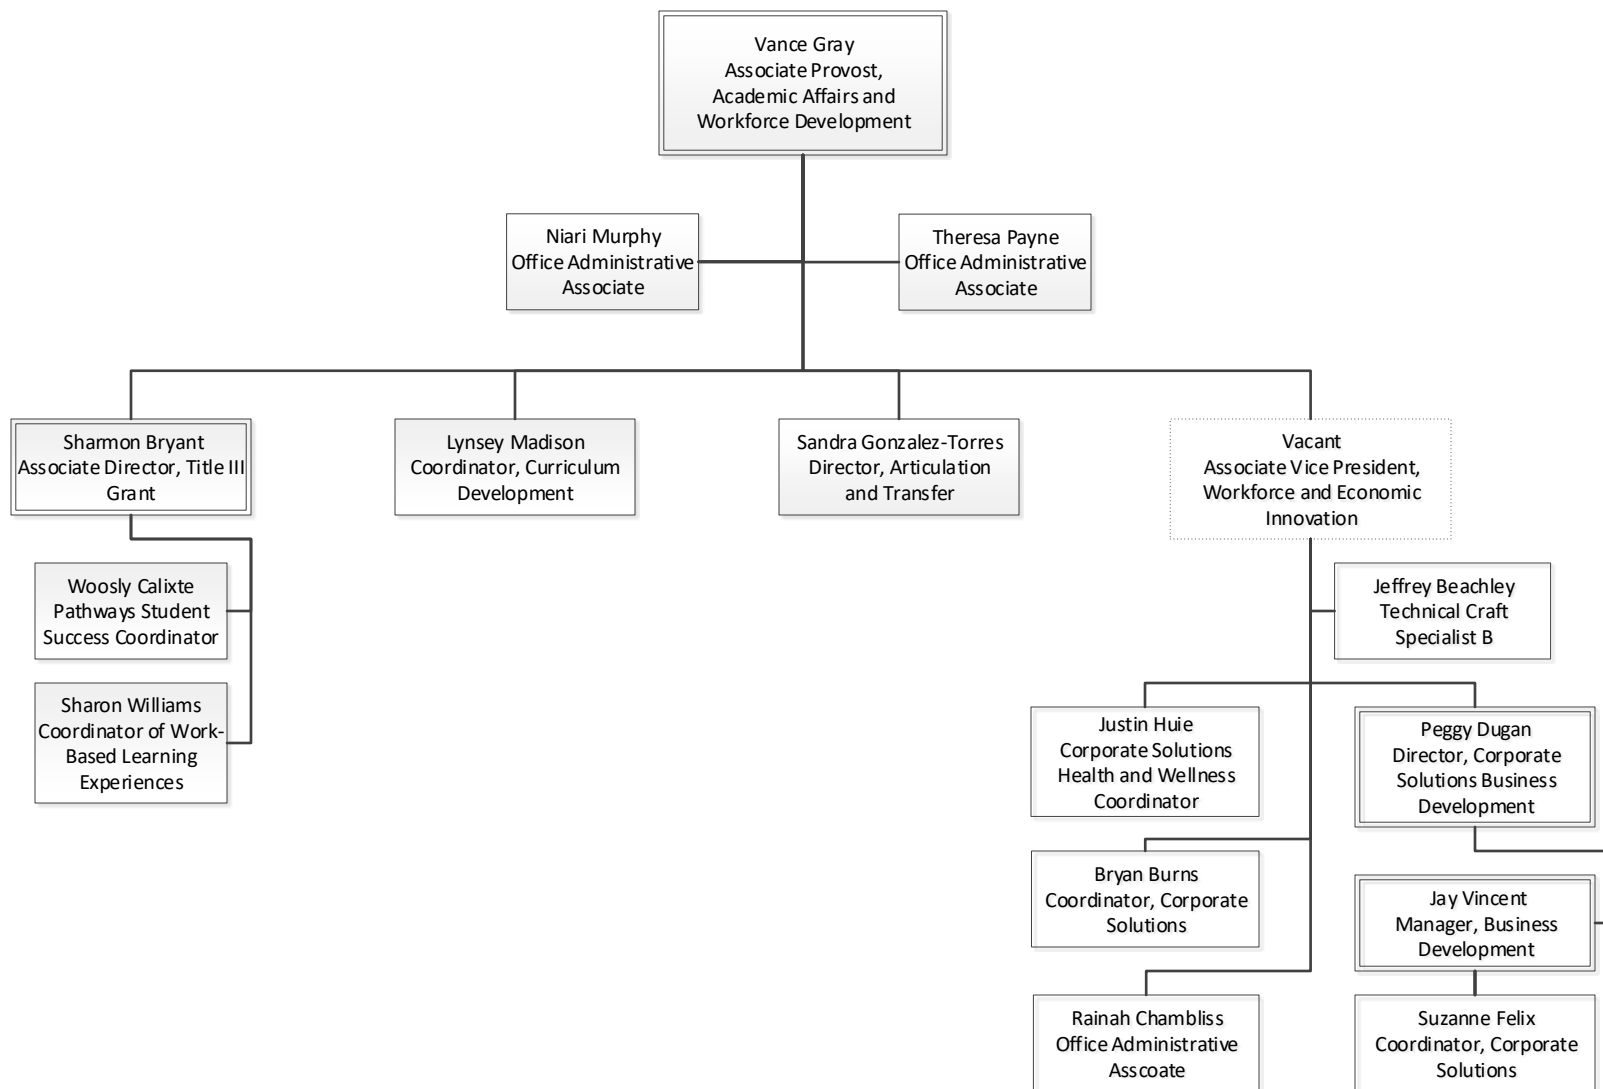 Vance Gray
Associate Provost,
Academic Affairs and
Workforce Development
Niari Murphy
Office Administrative
Associate
Theresa Payne
Office Administrative
Associate
Sharmon Bryant
Associate Director, Title III
Grant
Lynsey Madison
Coordinator, Curriculum
Development
Sandra Gonzalez-Torres
Director, Articulation
and Transfer
Vacant
Associate Vice President,
Workforce and Economic
Innovation
Woosly Calixte
Pathways Student
Success Coordinator
Jeffrey Beachley
Technical Craft
Specialist B
Sharon Williams
Coordinator of Work-
Based Learning
Experiences
Justin Huie
Corporate Solutions
Health and Wellness
Coordinator
Peggy Dugan
Director, Corporate
Solutions Business
Development
Bryan Burns
Coordinator, Corporate
Solutions
Jay Vincent
Manager, Business
Development
Rainah Chambliss
Office Administrative
Asscoate
Suzanne Felix
Coordinator, Corporate
Solutions